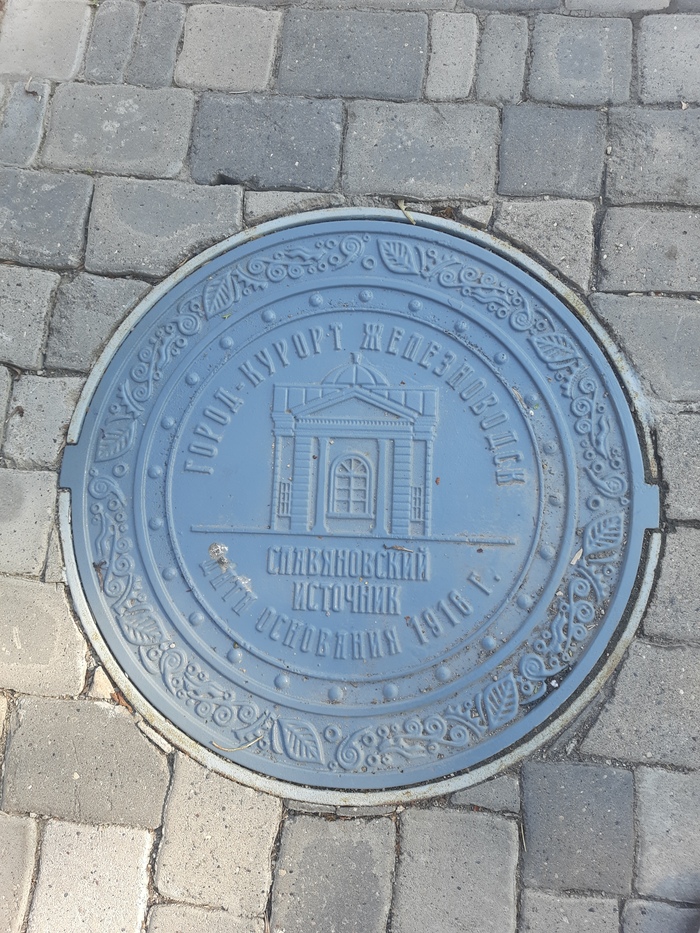 ГОРОД-КУРОРТ ЖЕЛЕЗНОВОДСК
СЛАВЯНОВСКИЙ
ИСТОЧНИК
ДАТА ОСНОВАНИЯ 1916 Г.